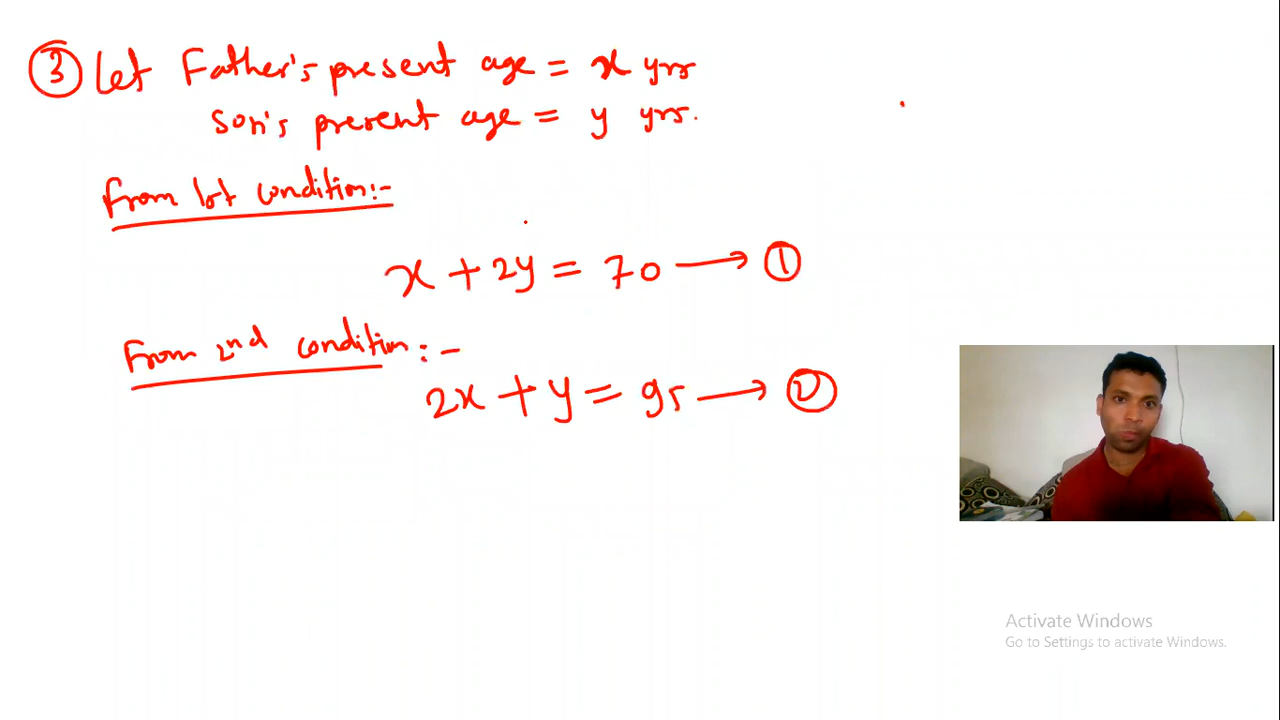 ③ Let Father's present age = x yrs
Son's present age = y yrs.
From 1st condition:-
x + 2y = 70 → ①
From 2nd condition:-
2x + y = 95 → ②
Activate Windows
Go to Settings to activate Windows.